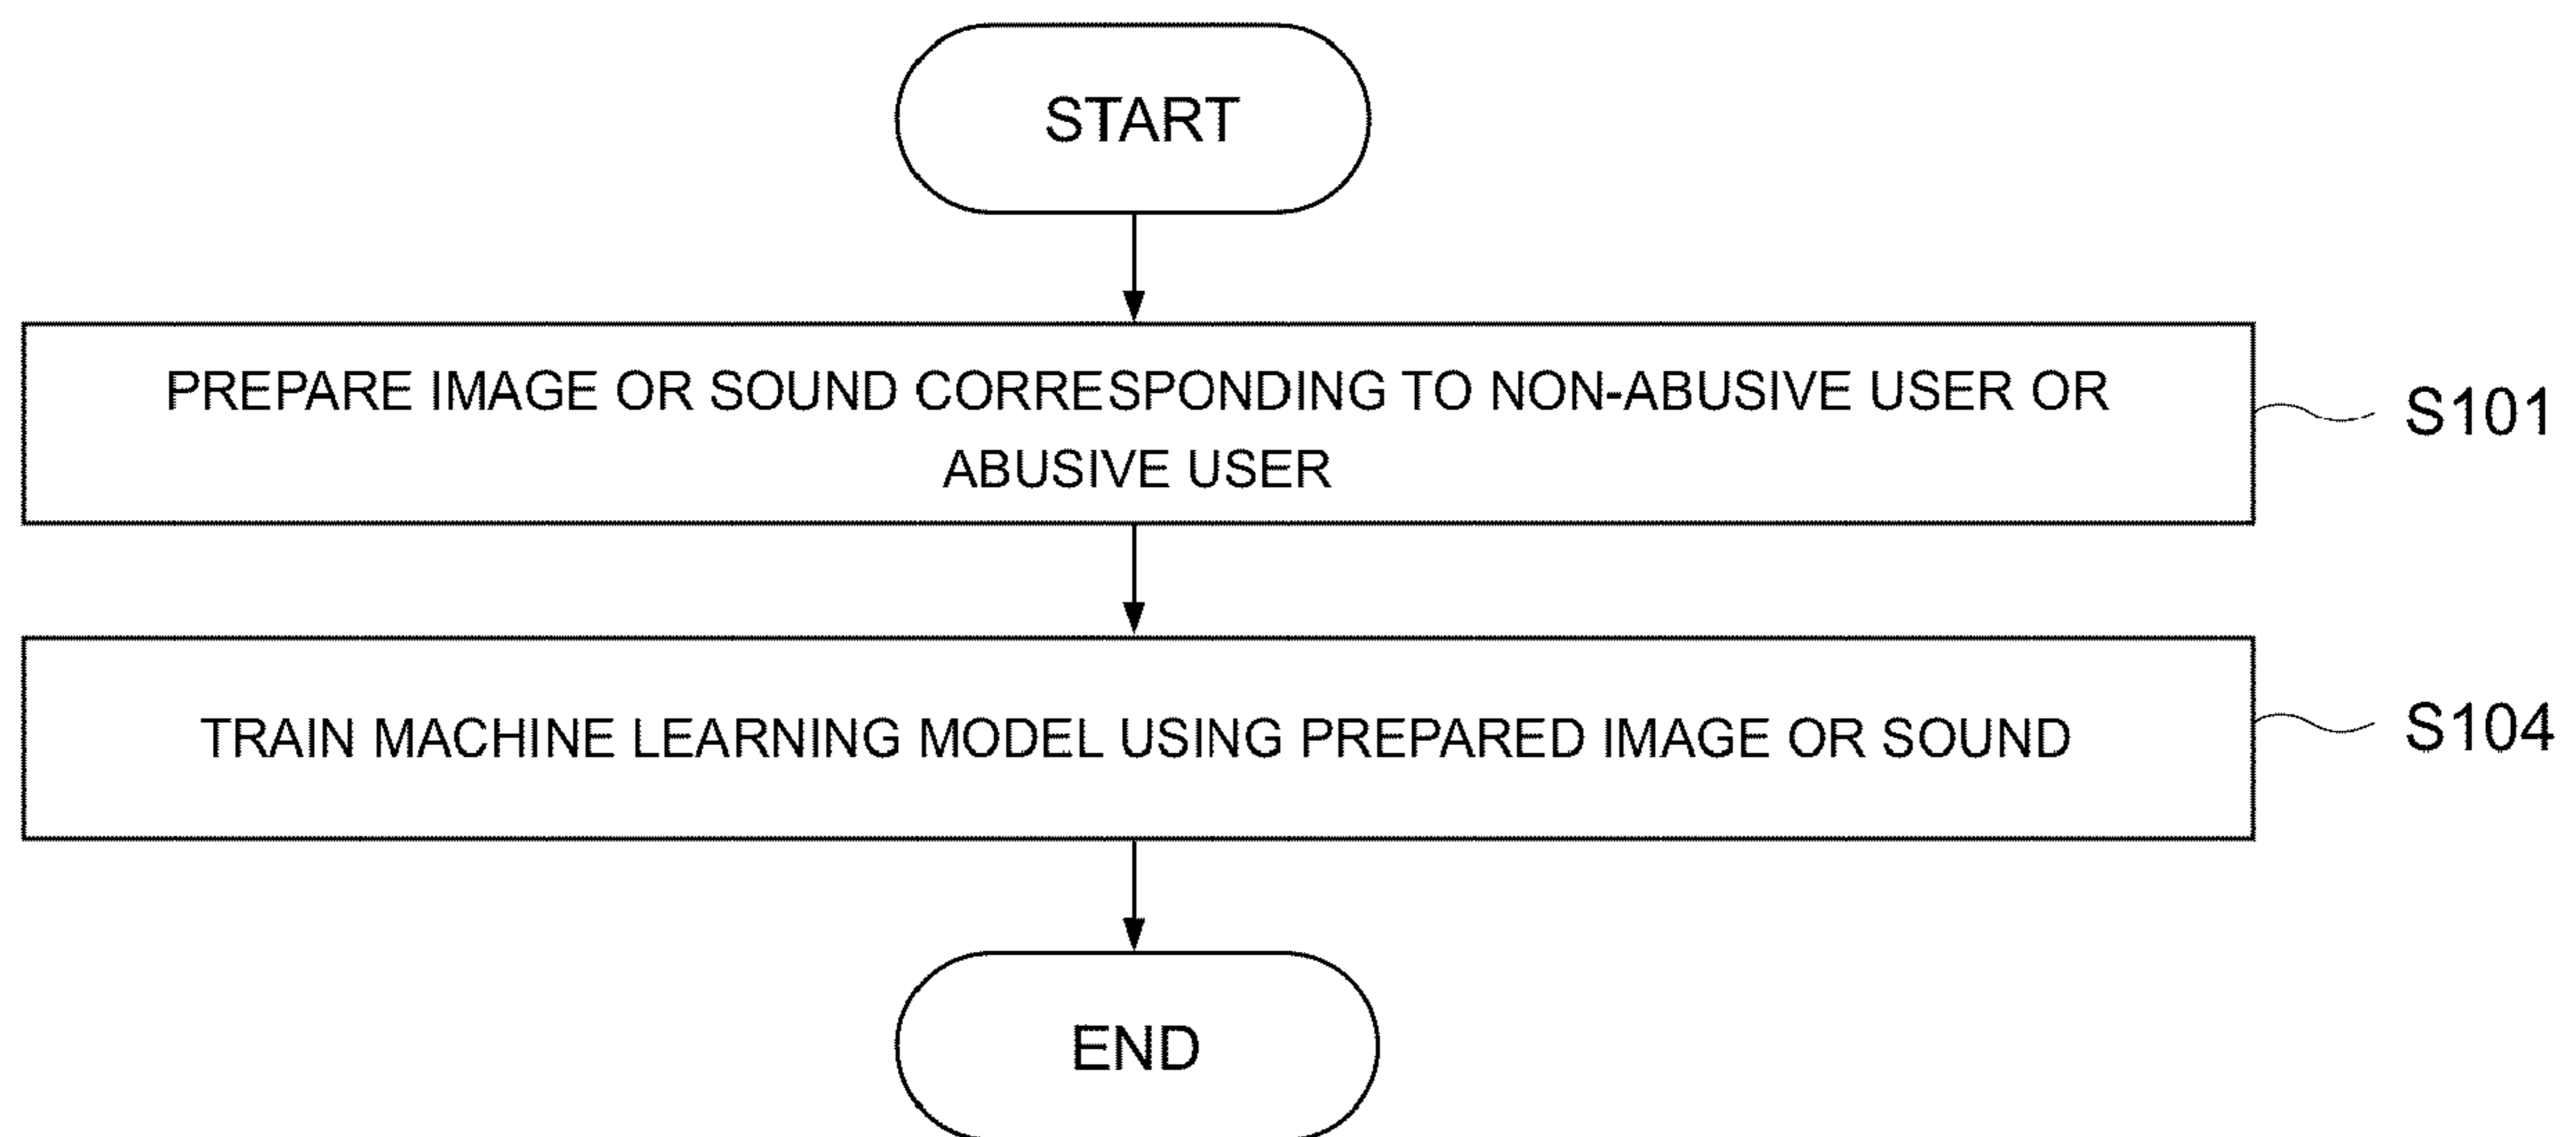 START
PREPARE IMAGE OR SOUND CORRESPONDING TO NON-ABUSIVE USER OR
ABUSIVE USER
S101
TRAIN MACHINE LEARNING MODEL USING PREPARED IMAGE OR SOUND
S104
END